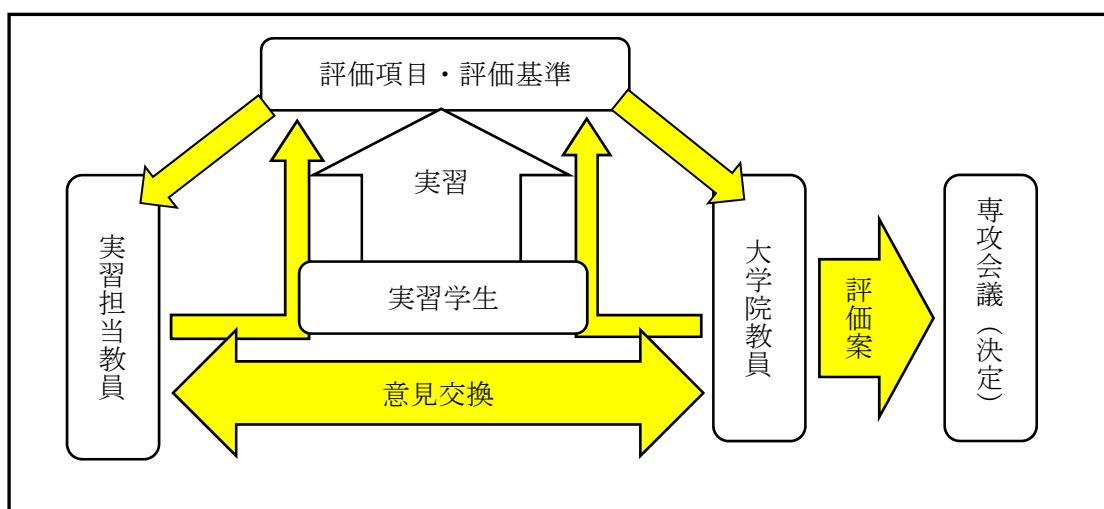 評価項目・評価基準
実習
実習担当教員
実習学生
大学院教員
評価案
専攻会議（決定）
意見交換